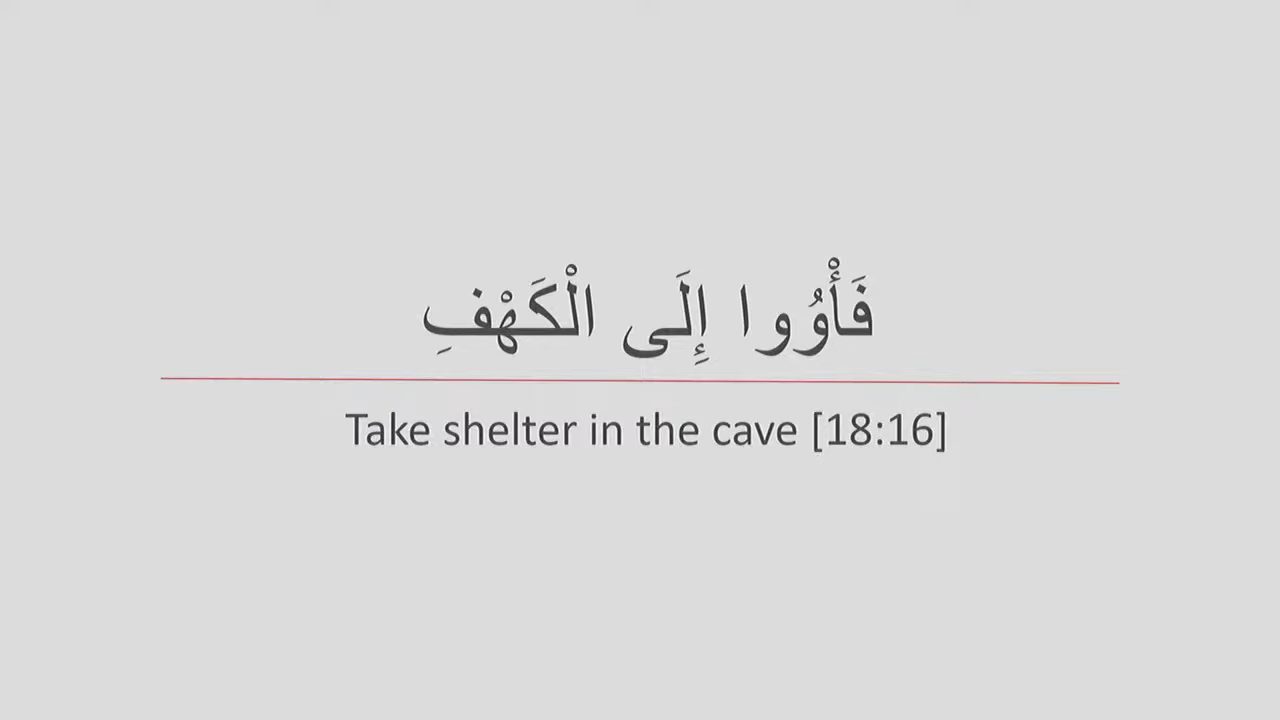 فَأْوُوا إِلَى الْكَهْفِ
Take shelter in the cave [18:16]